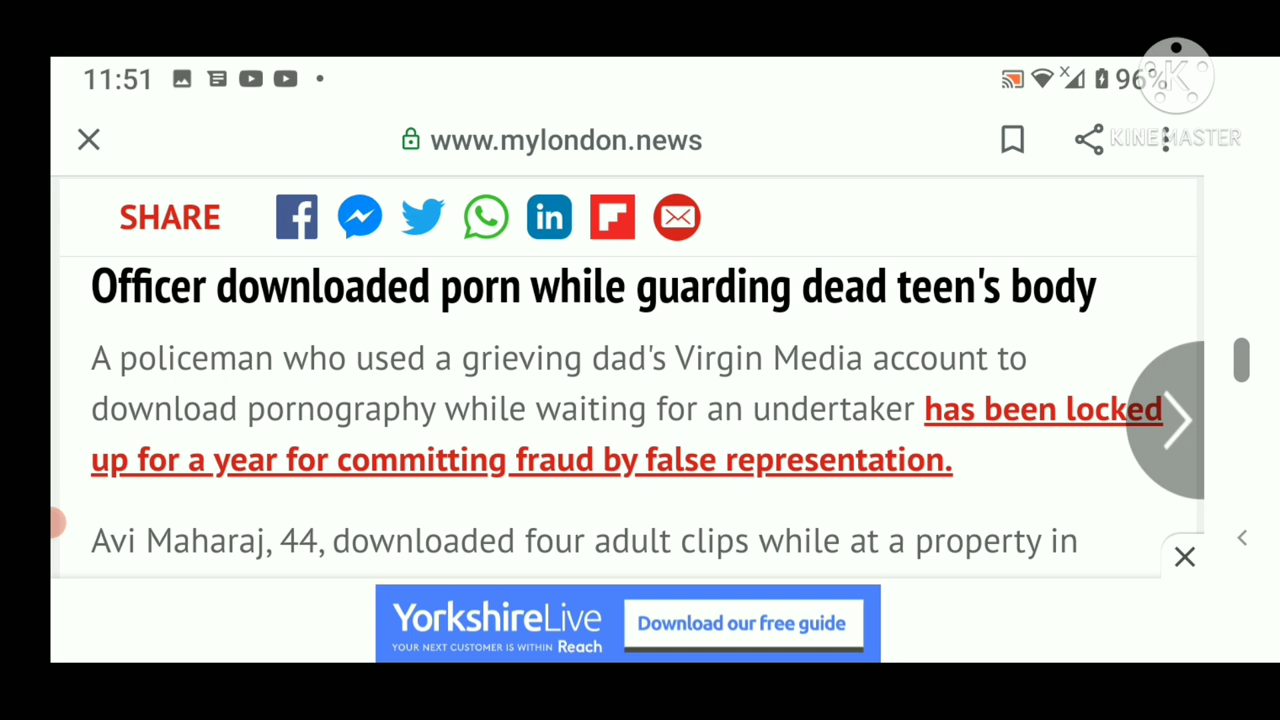 11:51
96%
www.mylondon.news
KINEMASTER
SHARE
Officer downloaded porn while guarding dead teen's body
A policeman who used a grieving dad's Virgin Media account to
download pornography while waiting for an undertaker has been locked
up for a year for committing fraud by false representation.
Avi Maharaj, 44, downloaded four adult clips while at a property in
YorkshireLive
YOUR NEXT CUSTOMER IS WITHIN Reach
Download our free guide